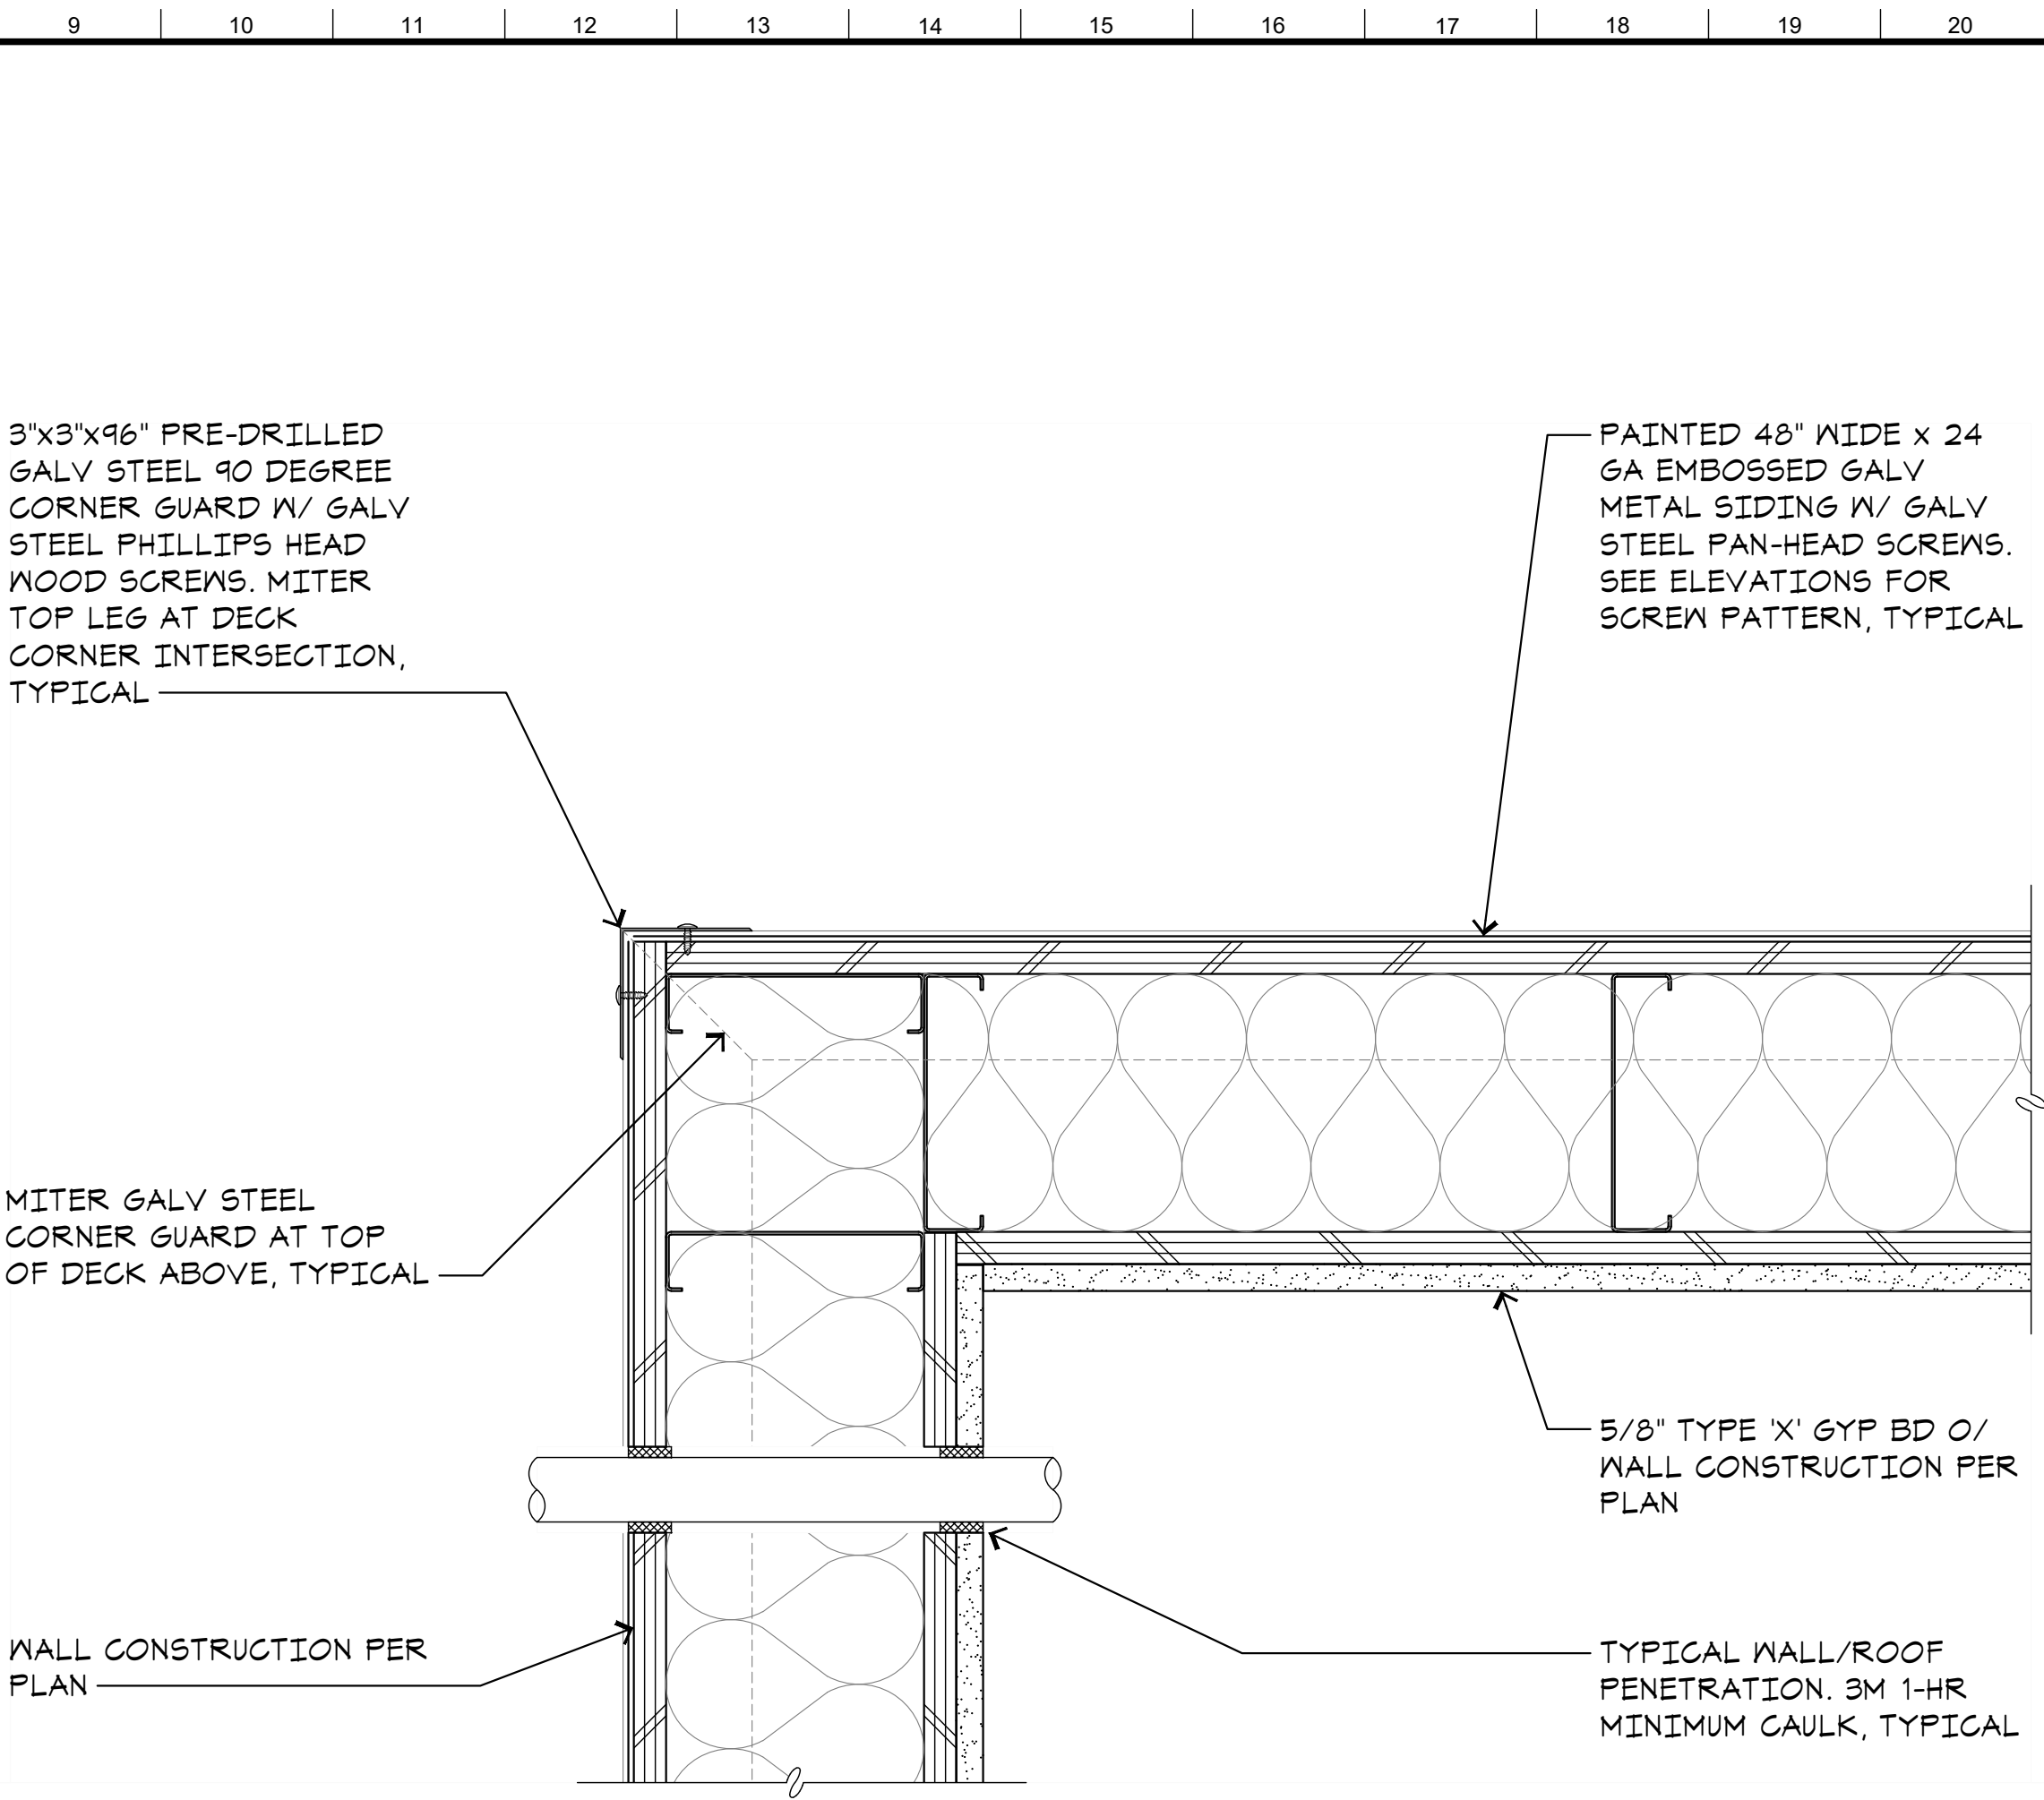 9 10 11 12 13 14 15 16 17 18 19 20
3"x3"x96" PRE-DRILLED
GALV STEEL 90 DEGREE
CORNER GUARD W/ GALV
STEEL PHILLIPS HEAD
WOOD SCREWS. MITER
TOP LEG AT DECK
CORNER INTERSECTION,
TYPICAL
PAINTED 48" WIDE x 24
GA EMBOSSED GALV
METAL SIDING W/ GALV
STEEL PAN-HEAD SCREWS.
SEE ELEVATIONS FOR
SCREW PATTERN, TYPICAL
MITER GALV STEEL
CORNER GUARD AT TOP
OF DECK ABOVE, TYPICAL
5/8" TYPE 'X' GYP BD O/
WALL CONSTRUCTION PER
PLAN
WALL CONSTRUCTION PER
PLAN
TYPICAL WALL/ROOF
PENETRATION. 3M 1-HR
MINIMUM CAULK, TYPICAL